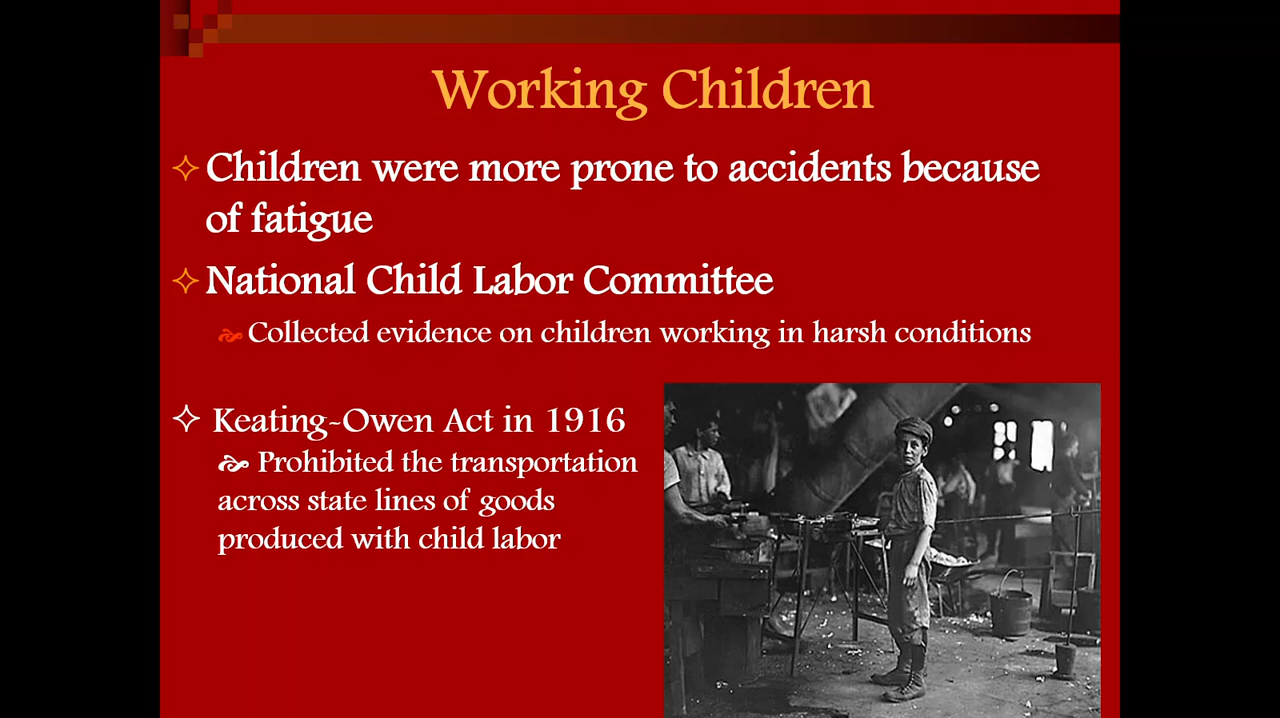 Working Children
Children were more prone to accidents because
of fatigue
National Child Labor Committee
Collected evidence on children working in harsh conditions
Keating-Owen Act in 1916
Prohibited the transportation
across state lines of goods
produced with child labor